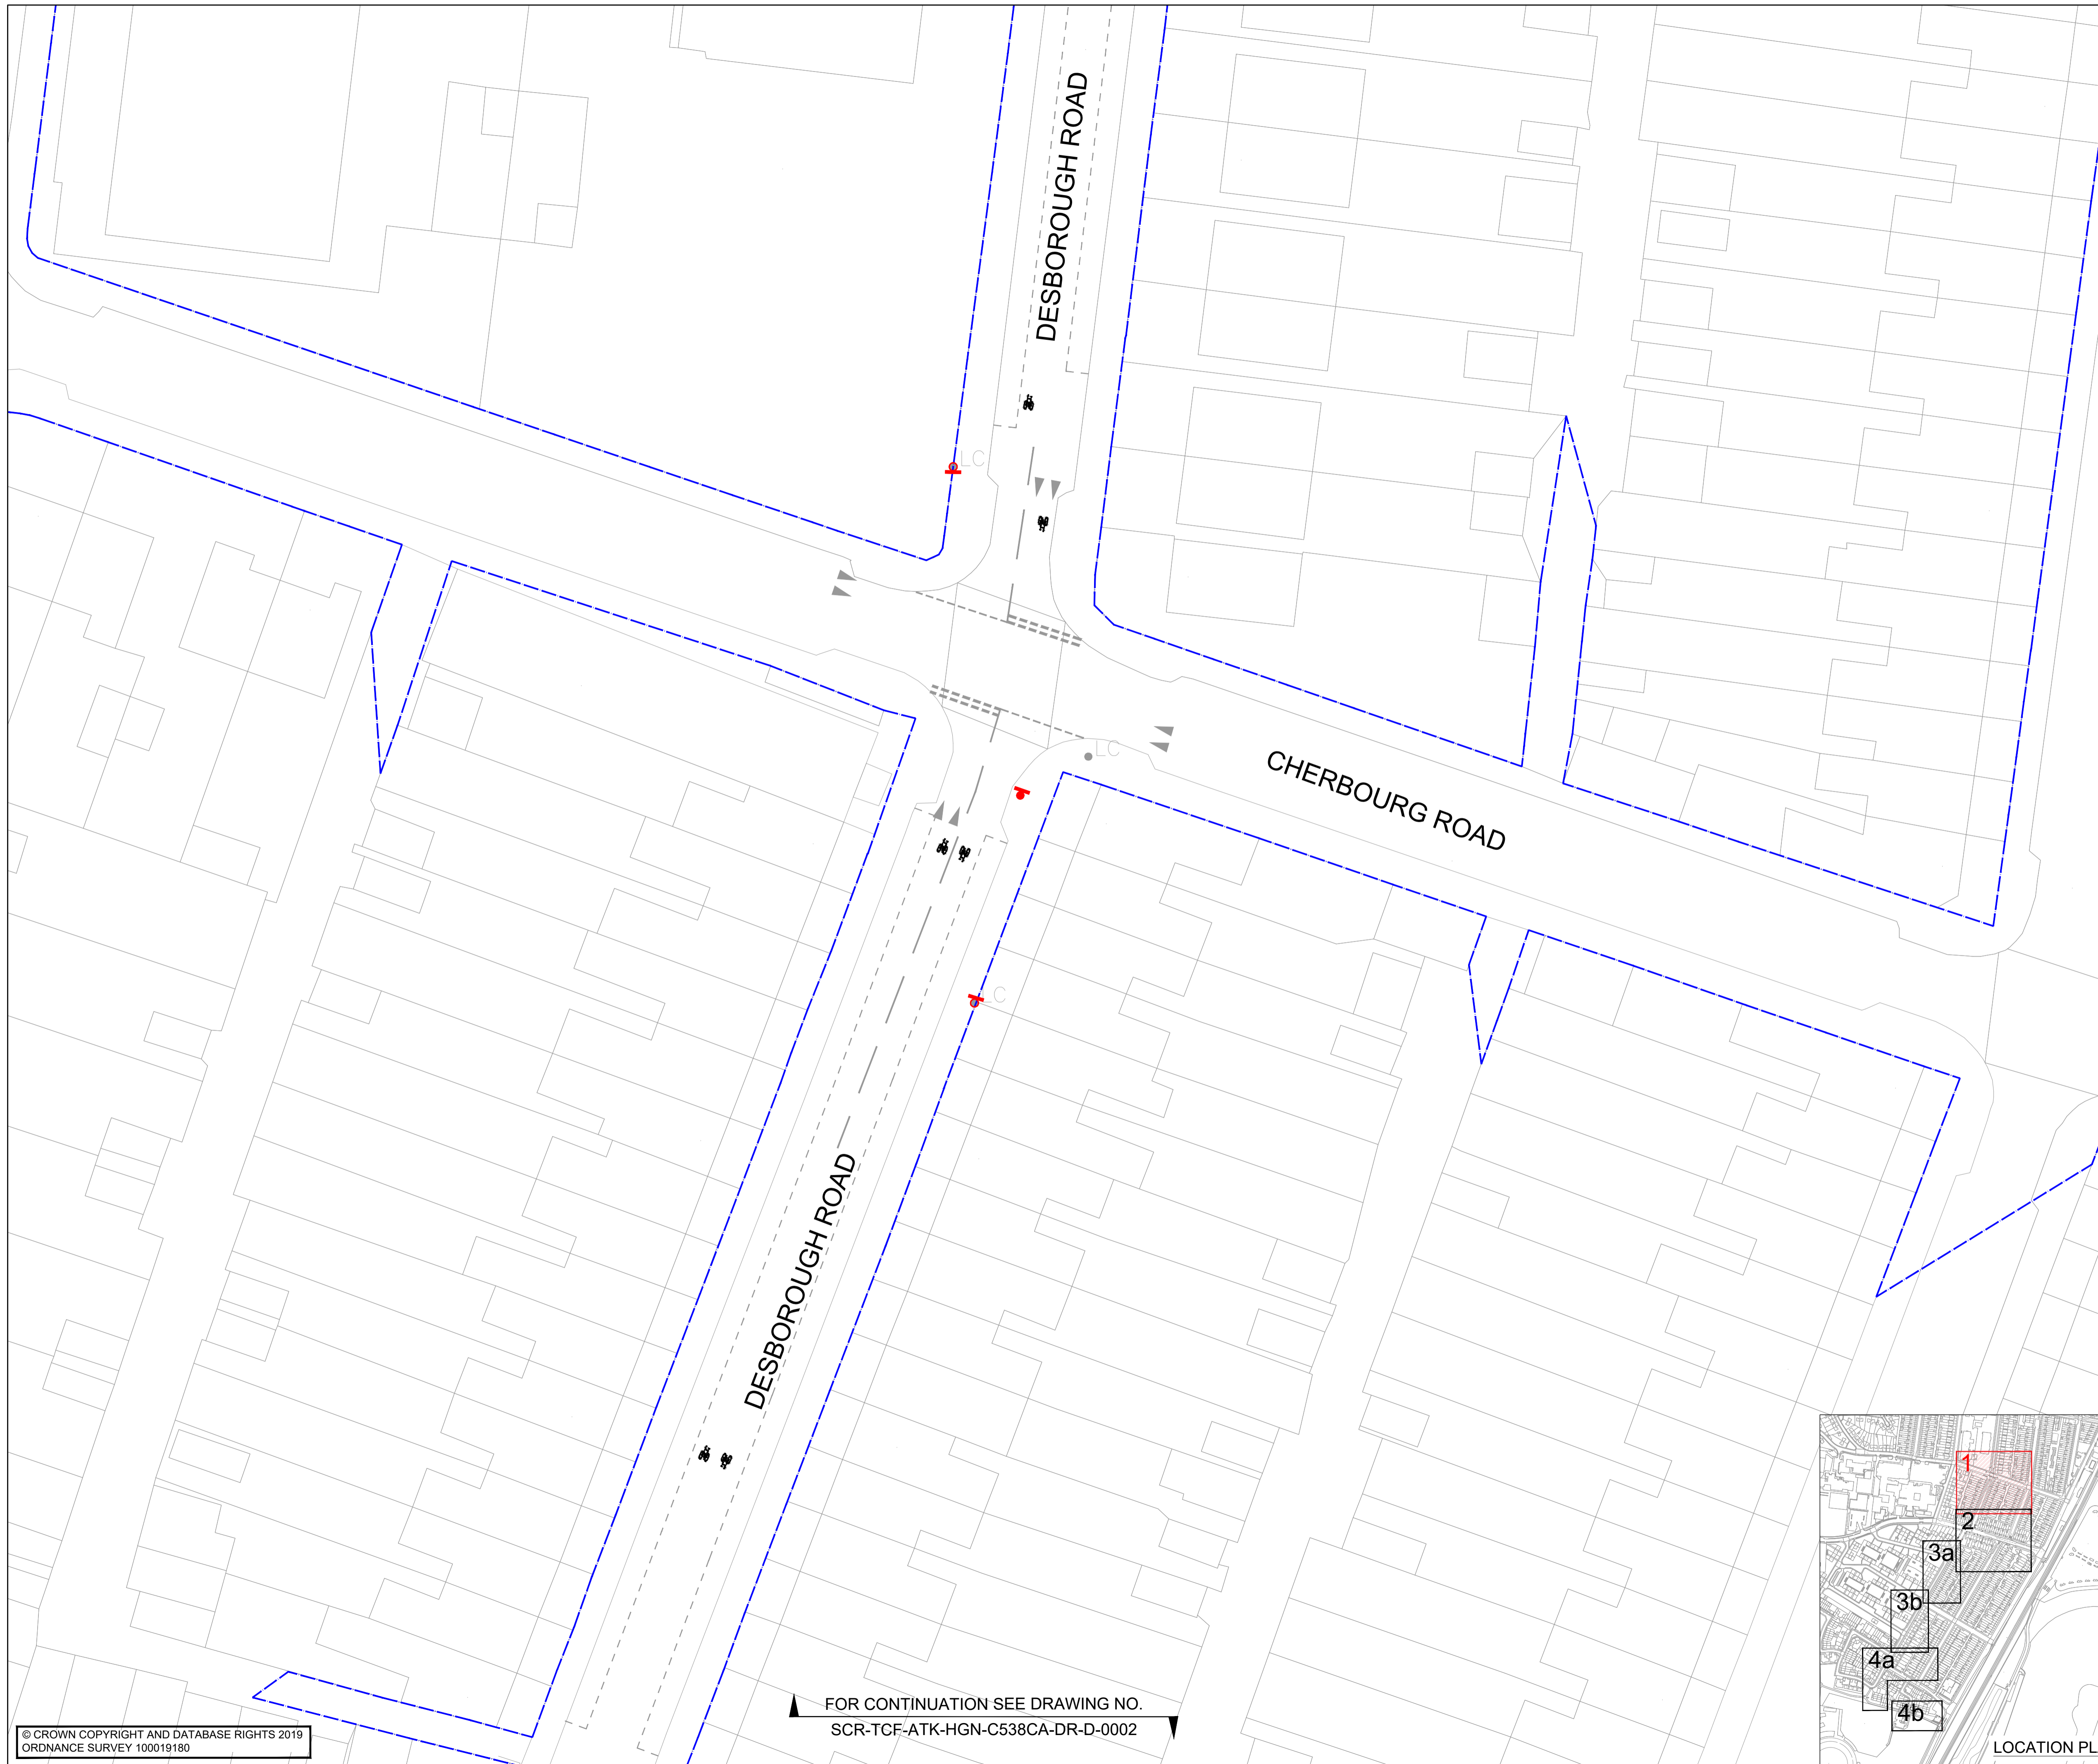 DESBOROUGH ROAD
LC
LC
CHERBOURG ROAD
LC
DESBOROUGH ROAD
1
2
3a
3b
4a
4b
FOR CONTINUATION SEE DRAWING NO.
SCR-TCF-ATK-HGN-C538CA-DR-D-0002
© CROWN COPYRIGHT AND DATABASE RIGHTS 2019
ORDNANCE SURVEY 100019180
LOCATION PL